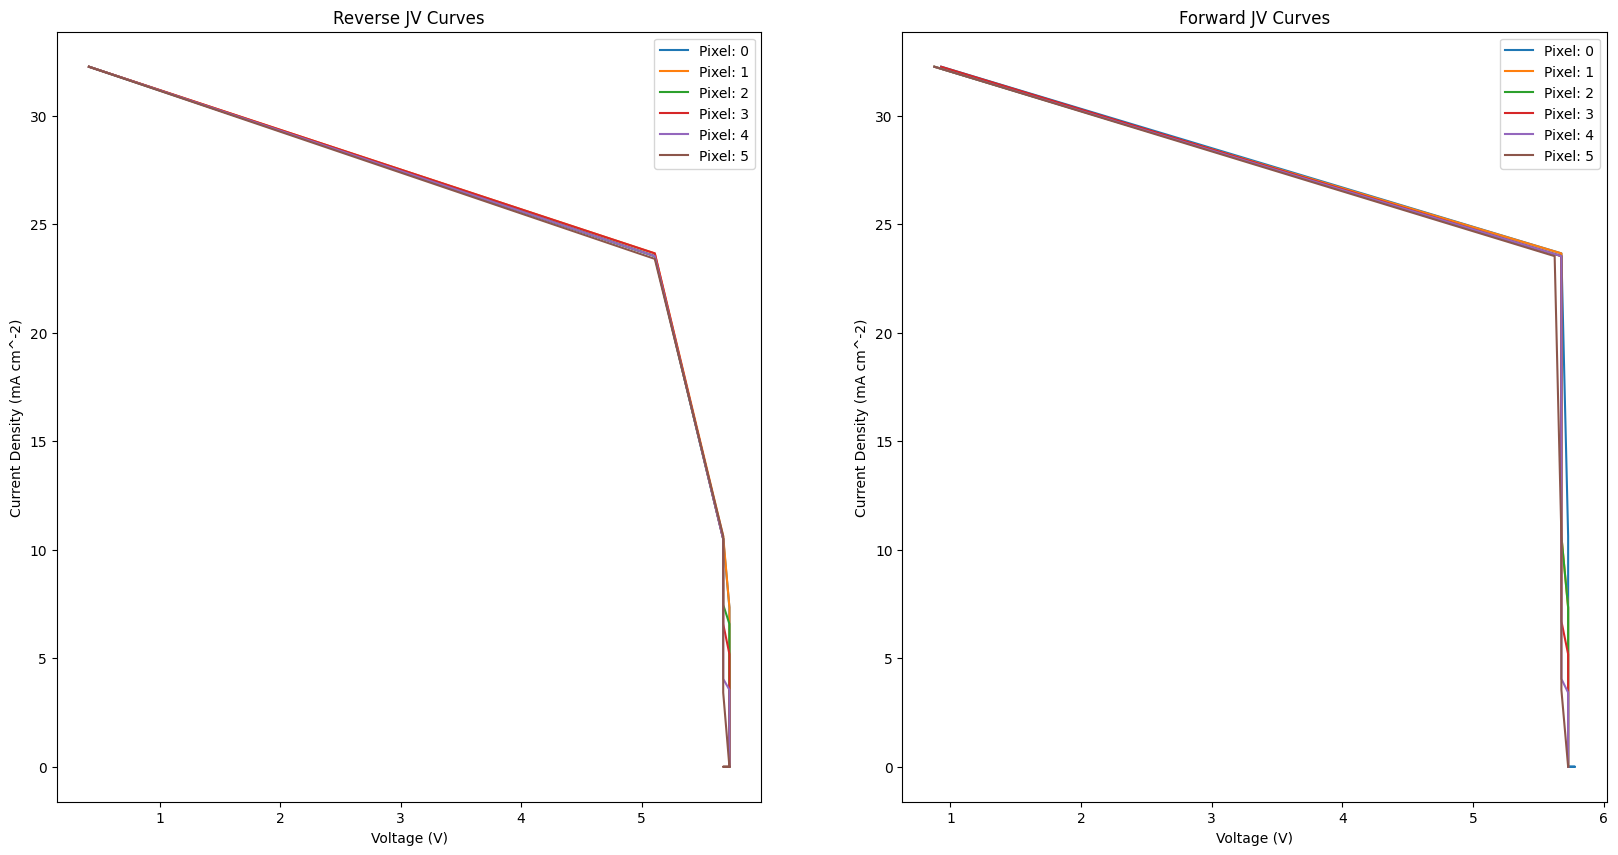 Reverse JV Curves
Pixel: 0
Pixel: 1
Pixel: 2
Pixel: 3
Pixel: 4
Pixel: 5
30
25
20
15
10
5
0
Current Density (mA cm^-2)
1
2
3
4
5
Voltage (V)
Forward JV Curves
Pixel: 0
Pixel: 1
Pixel: 2
Pixel: 3
Pixel: 4
Pixel: 5
30
25
20
15
10
5
0
Current Density (mA cm^-2)
1
2
3
4
5
6
Voltage (V)